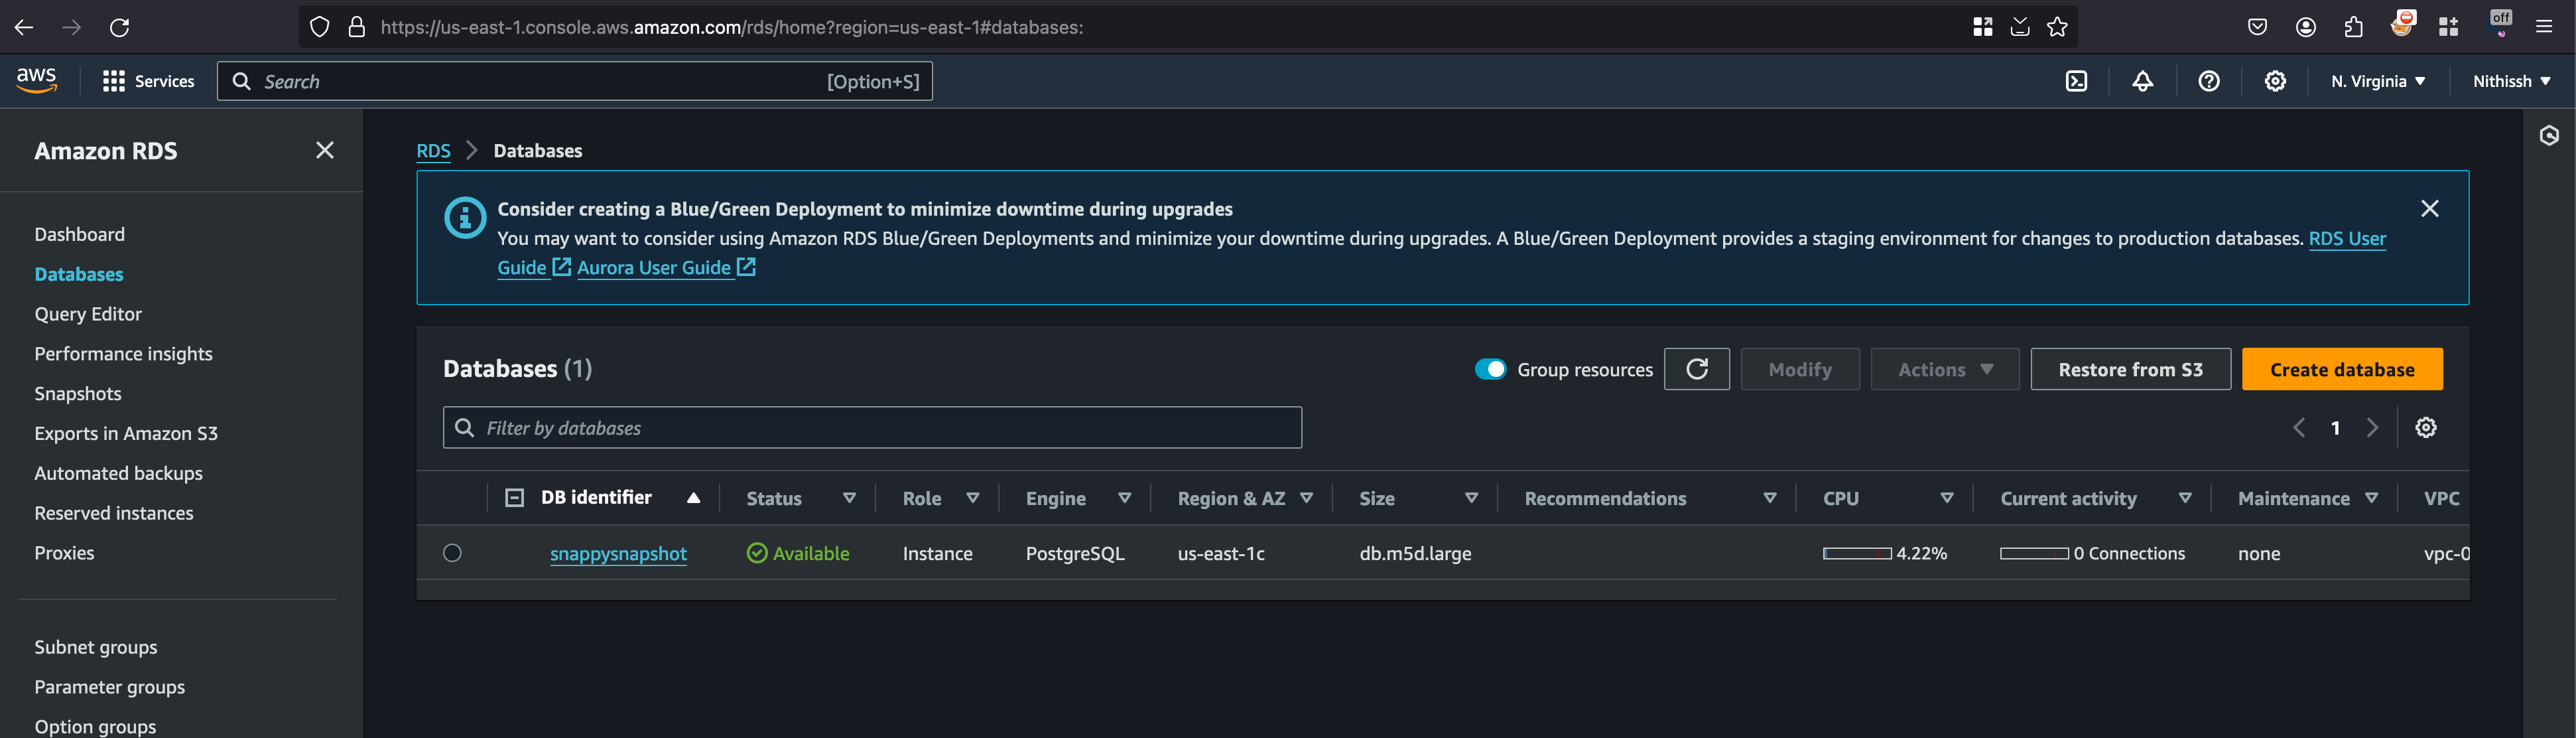 https://us-east-1.console.aws.amazon.com/rds/home?region=us-east-1#databases:
off
aws
Services
Search
[Option+S]
N. Virginia
Nithissh
Amazon RDS
Dashboard
Databases
Query Editor
Performance insights
Snapshots
Exports in Amazon S3
Automated backups
Reserved instances
Proxies
Subnet groups
Parameter groups
Option groups
RDS
Databases
Consider creating a Blue/Green Deployment to minimize downtime during upgrades
You may want to consider using Amazon RDS Blue/Green Deployments and minimize your downtime during upgrades. A Blue/Green Deployment provides a staging environment for changes to production databases. RDS User
Guide Aurora User Guide
Databases (1)
Group resources
Modify
Actions
Restore from S3
Create database
Filter by databases
1
DB identifier Status Role Engine Region & AZ Size Recommendations CPU Current activity Maintenance VPC
snappysnapshot Available Instance PostgreSQL us-east-1c db.m5d.large 4.22% 0 Connections none vpc-0